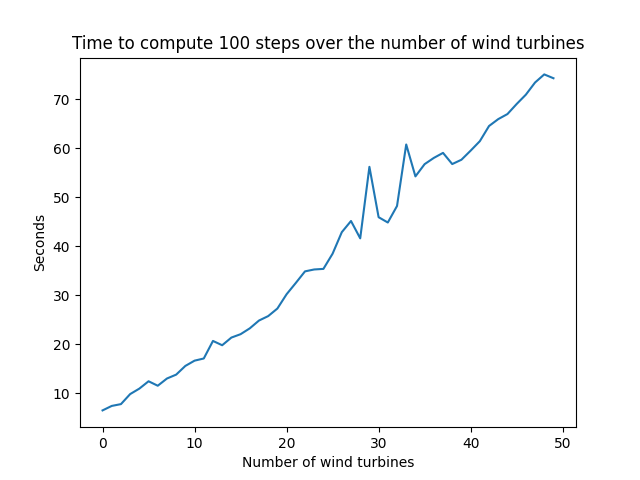 Time to compute 100 steps over the number of wind turbines
70
60
50
40
30
20
10
Seconds
0 10 20 30 40 50
Number of wind turbines